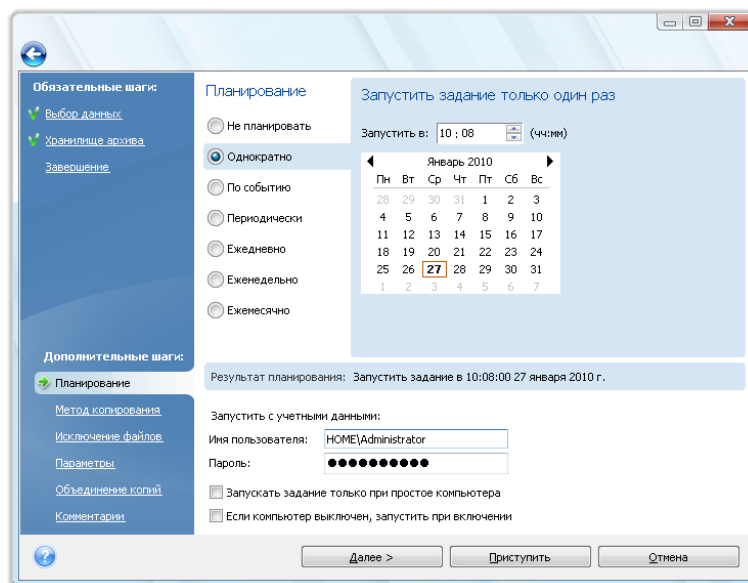 Обязательные шаги:
Выбор данных
Хранилище архива
Завершение
Дополнительные шаги:
Планирование
Метод копирования
Исключение файлов
Параметры
Объединение копий
Комментарии
Планирование
Не планировать
Однократно
По событию
Периодически
Ежедневно
Еженедельно
Ежемесячно
Запустить задание только один раз
Запустить в: 10 : 08 (чч:мм)
Январь 2010
Пн Вт Ср Чт Пт Сб Вс
28 29 30 31 1 2 3
4 5 6 7 8 9 10
11 12 13 14 15 16 17
18 19 20 21 22 23 24
25 26 27 28 29 30 31
1 2 3 4 5 6 7
Результат планирования: Запустить задание в 10:08:00 27 января 2010 г.
Запустить с учетными данными:
Имя пользователя: HOME\Administrator
Пароль: ●●●●●●●●●●
Запускать задание только при простое компьютера
Если компьютер выключен, запустить при включении
Далее > Приступить Отмена